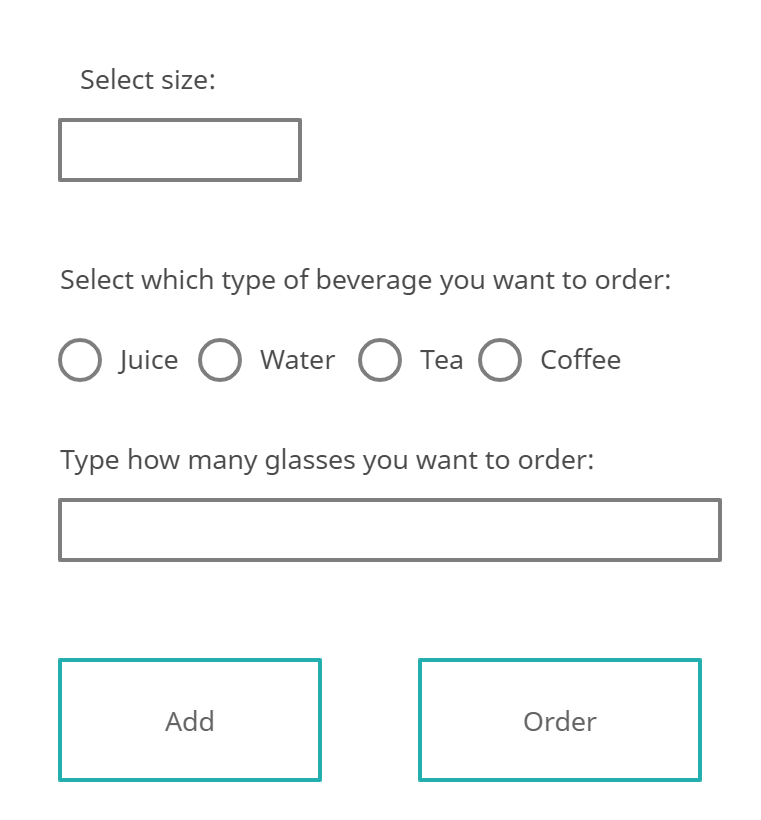 Select size:
Select which type of beverage you want to order:
Juice Water Tea Coffee
Type how many glasses you want to order:
Add Order